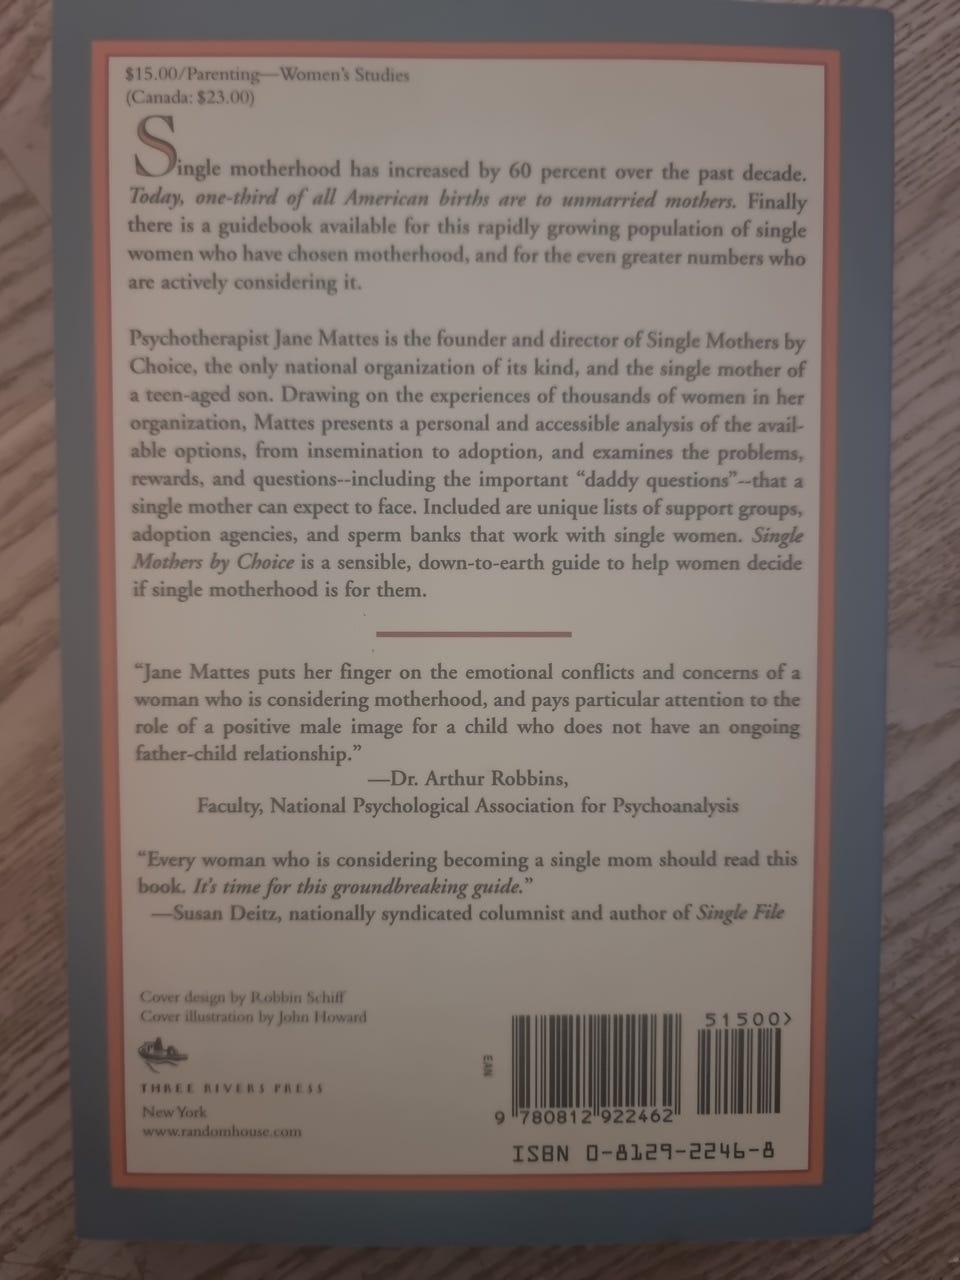 $15.00/Parenting—Women's Studies
(Canada: $23.00)
Single motherhood has increased by 60 percent over the past decade.
Today, one-third of all American births are to unmarried mothers. Finally
there is a guidebook available for this rapidly growing population of single
women who have chosen motherhood, and for the even greater numbers who
are actively considering it.
Psychotherapist Jane Mattes is the founder and director of Single Mothers by
Choice, the only national organization of its kind, and the single mother of
a teen-aged son. Drawing on the experiences of thousands of women in her
organization, Mattes presents a personal and accessible analysis of the avail-
able options, from insemination to adoption, and examines the problems,
rewards, and questions--including the important “daddy questions”--that a
single mother can expect to face. Included are unique lists of support groups,
adoption agencies, and sperm banks that work with single women. Single
Mothers by Choice is a sensible, down-to-earth guide to help women decide
if single motherhood is for them.
“Jane Mattes puts her finger on the emotional conflicts and concerns of a
woman who is considering motherhood, and pays particular attention to the
role of a positive male image for a child who does not have an ongoing
father-child relationship.”
—Dr. Arthur Robbins,
Faculty, National Psychological Association for Psychoanalysis
“Every woman who is considering becoming a single mom should read this
book. It's time for this groundbreaking guide.”
—Susan Deitz, nationally syndicated columnist and author of Single File
Cover design by Robbin Schiff
Cover illustration by John Howard
THREE RIVERS PRESS
New York
www.randomhouse.com
EAN
51500>
9 780812 922462
ISBN 0-8129-2246-8